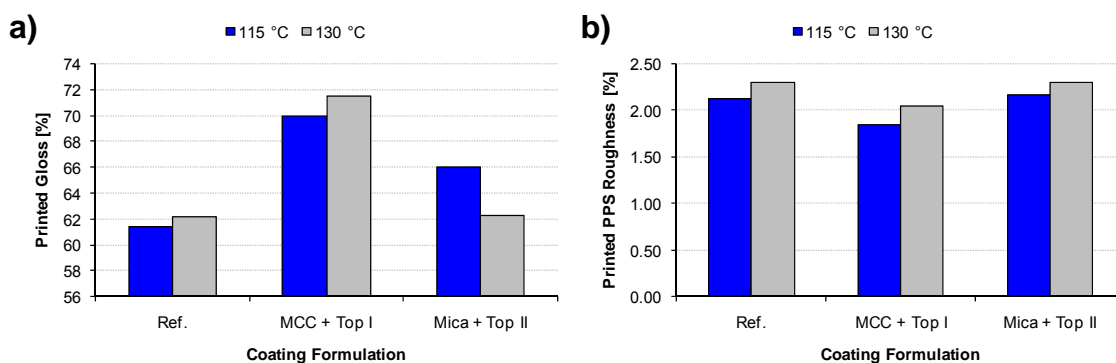 a)
115 °C 130 °C
Printed Gloss [%]
74
72
70
68
66
64
62
60
58
56
Ref. MCC + Top I Mica + Top II
Coating Formulation
b)
115 °C 130 °C
Printed PPS Roughness [%]
2.50
2.00
1.50
1.00
0.50
0.00
Ref. MCC + Top I Mica + Top II
Coating Formulation